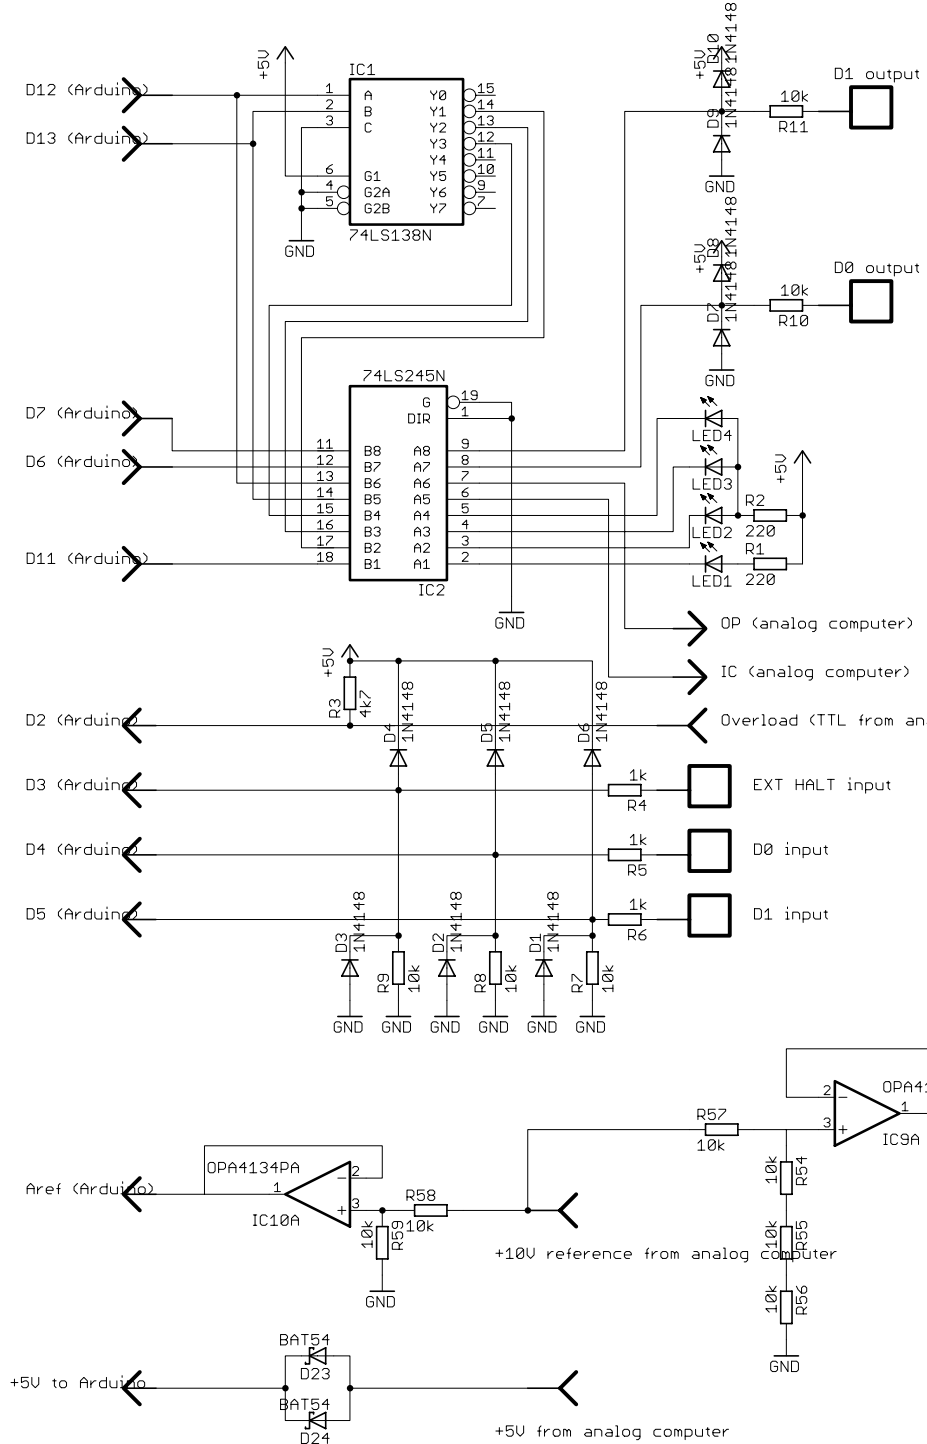 D12 (Arduino)
D13 (Arduino)
+5V
IC1
1 A Y0 15
2 B Y1 14
3 C Y2 13
Y3 12
Y4 11
6 G1 Y5 10
4 G2A Y6 9
5 G2B Y7 7
GND
74LS138N
+5V
D10
1N4148
D9
1N4148
GND
10k
R11
D1 output
+5V
D8
1N4148
D7
1N4148
GND
10k
R10
D0 output
74LS245N
G 19
DIR 1
D7 (Arduino)
D6 (Arduino)
D11 (Arduino)
11 B8 A8 9
12 B7 A7 8
13 B6 A6 7
14 B5 A5 6
15 B4 A4 5
16 B3 A3 4
17 B2 A2 3
18 B1 A1 2
IC2
GND
LED4
LED3
LED2
LED1
+5V
R2
220
R1
220
OP (analog computer)
IC (analog computer)
+5V
R3
4k7
D4
1N4148
D5
1N4148
D6
1N4148
D2 (Arduino)
Overload (TTL from an
D3 (Arduino)
1k
R4
EXT HALT input
D4 (Arduino)
1k
R5
D0 input
D5 (Arduino)
1k
R6
D1 input
D3
1N4148
R9
10k
D2
1N4148
R8
10k
D1
1N4148
R7
10k
GND GND GND GND GND GND
OPA41
2 -
3 +
1
IC9A
R57
10k
10k
R54
10k
R55
10k
R56
GND
Aref (Arduino)
OPA4134PA
1
- 2
+ 3
IC10A
R58
10k
10k
R59
GND
+10V reference from analog computer
BAT54
D23
BAT54
D24
+5V to Arduino
+5V from analog computer